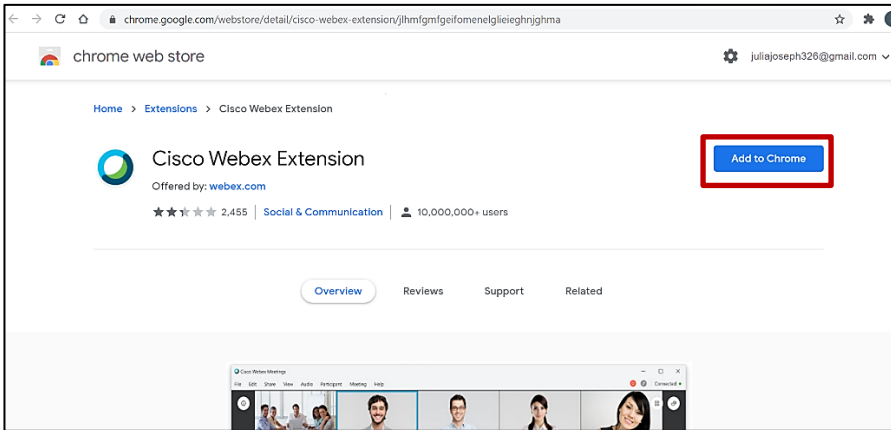 chrome.google.com/webstore/detail/cisco-webex-extension/jlhmfgmfgeifomenelglieieghnjghma
chrome web store
juliajoseph326@gmail.com
Home > Extensions > CIsco Webex Extension
Cisco Webex Extension
Add to Chrome
Offered by: webex.com
2,455 Social & Communication 10,000,000+ users
Overview Reviews Support Related
Cisco Webex Meetings
File Edit Share View Audio Participant Meeting Help
Connected